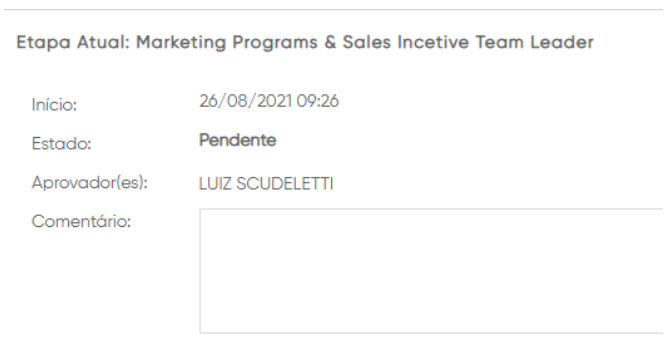 Etapa Atual: Marketing Programs & Sales Incetive Team Leader
Início: 26/08/2021 09:26
Estado: Pendente
Aprovador(es): LUIZ SCUDELETTI
Comentário: